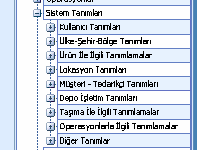 Operasyonlar
Sistem Tanımları
Kullanıcı Tanımları
Ülke-Şehir-Bölge Tanımları
Ürün İle İlgili Tanımlamalar
Lokasyon Tanımları
Müşteri - Tedarikçi Tanımları
Depo İşletim Tanımları
Taşıma İle İlgili Tanımlamalar
Operasyonlarla İlgili Tanımlamalar
Diğer Tanımlar